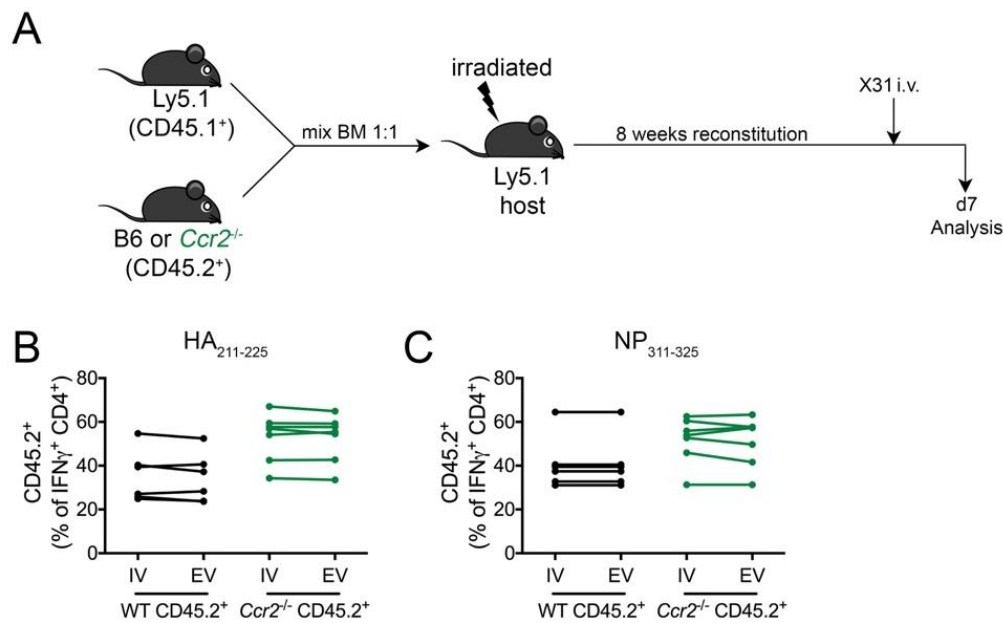 A
Ly5.1
(CD45.1⁺)
B6 or Ccr2⁻/⁻
(CD45.2⁺)
mix BM 1:1
irradiated
Ly5.1
host
8 weeks reconstitution
X31 i.v.
d7
Analysis
B
HA₂₁₁₋₂₂₅
CD45.2⁺
(% of IFNγ⁺ CD4⁺)
80
60
40
20
0
IV EV IV EV
WT CD45.2⁺ Ccr2⁻/⁻ CD45.2⁺
C
NP₃₁₁₋₃₂₅
CD45.2⁺
(% of IFNγ⁺ CD4⁺)
80
60
40
20
0
IV EV IV EV
WT CD45.2⁺ Ccr2⁻/⁻ CD45.2⁺